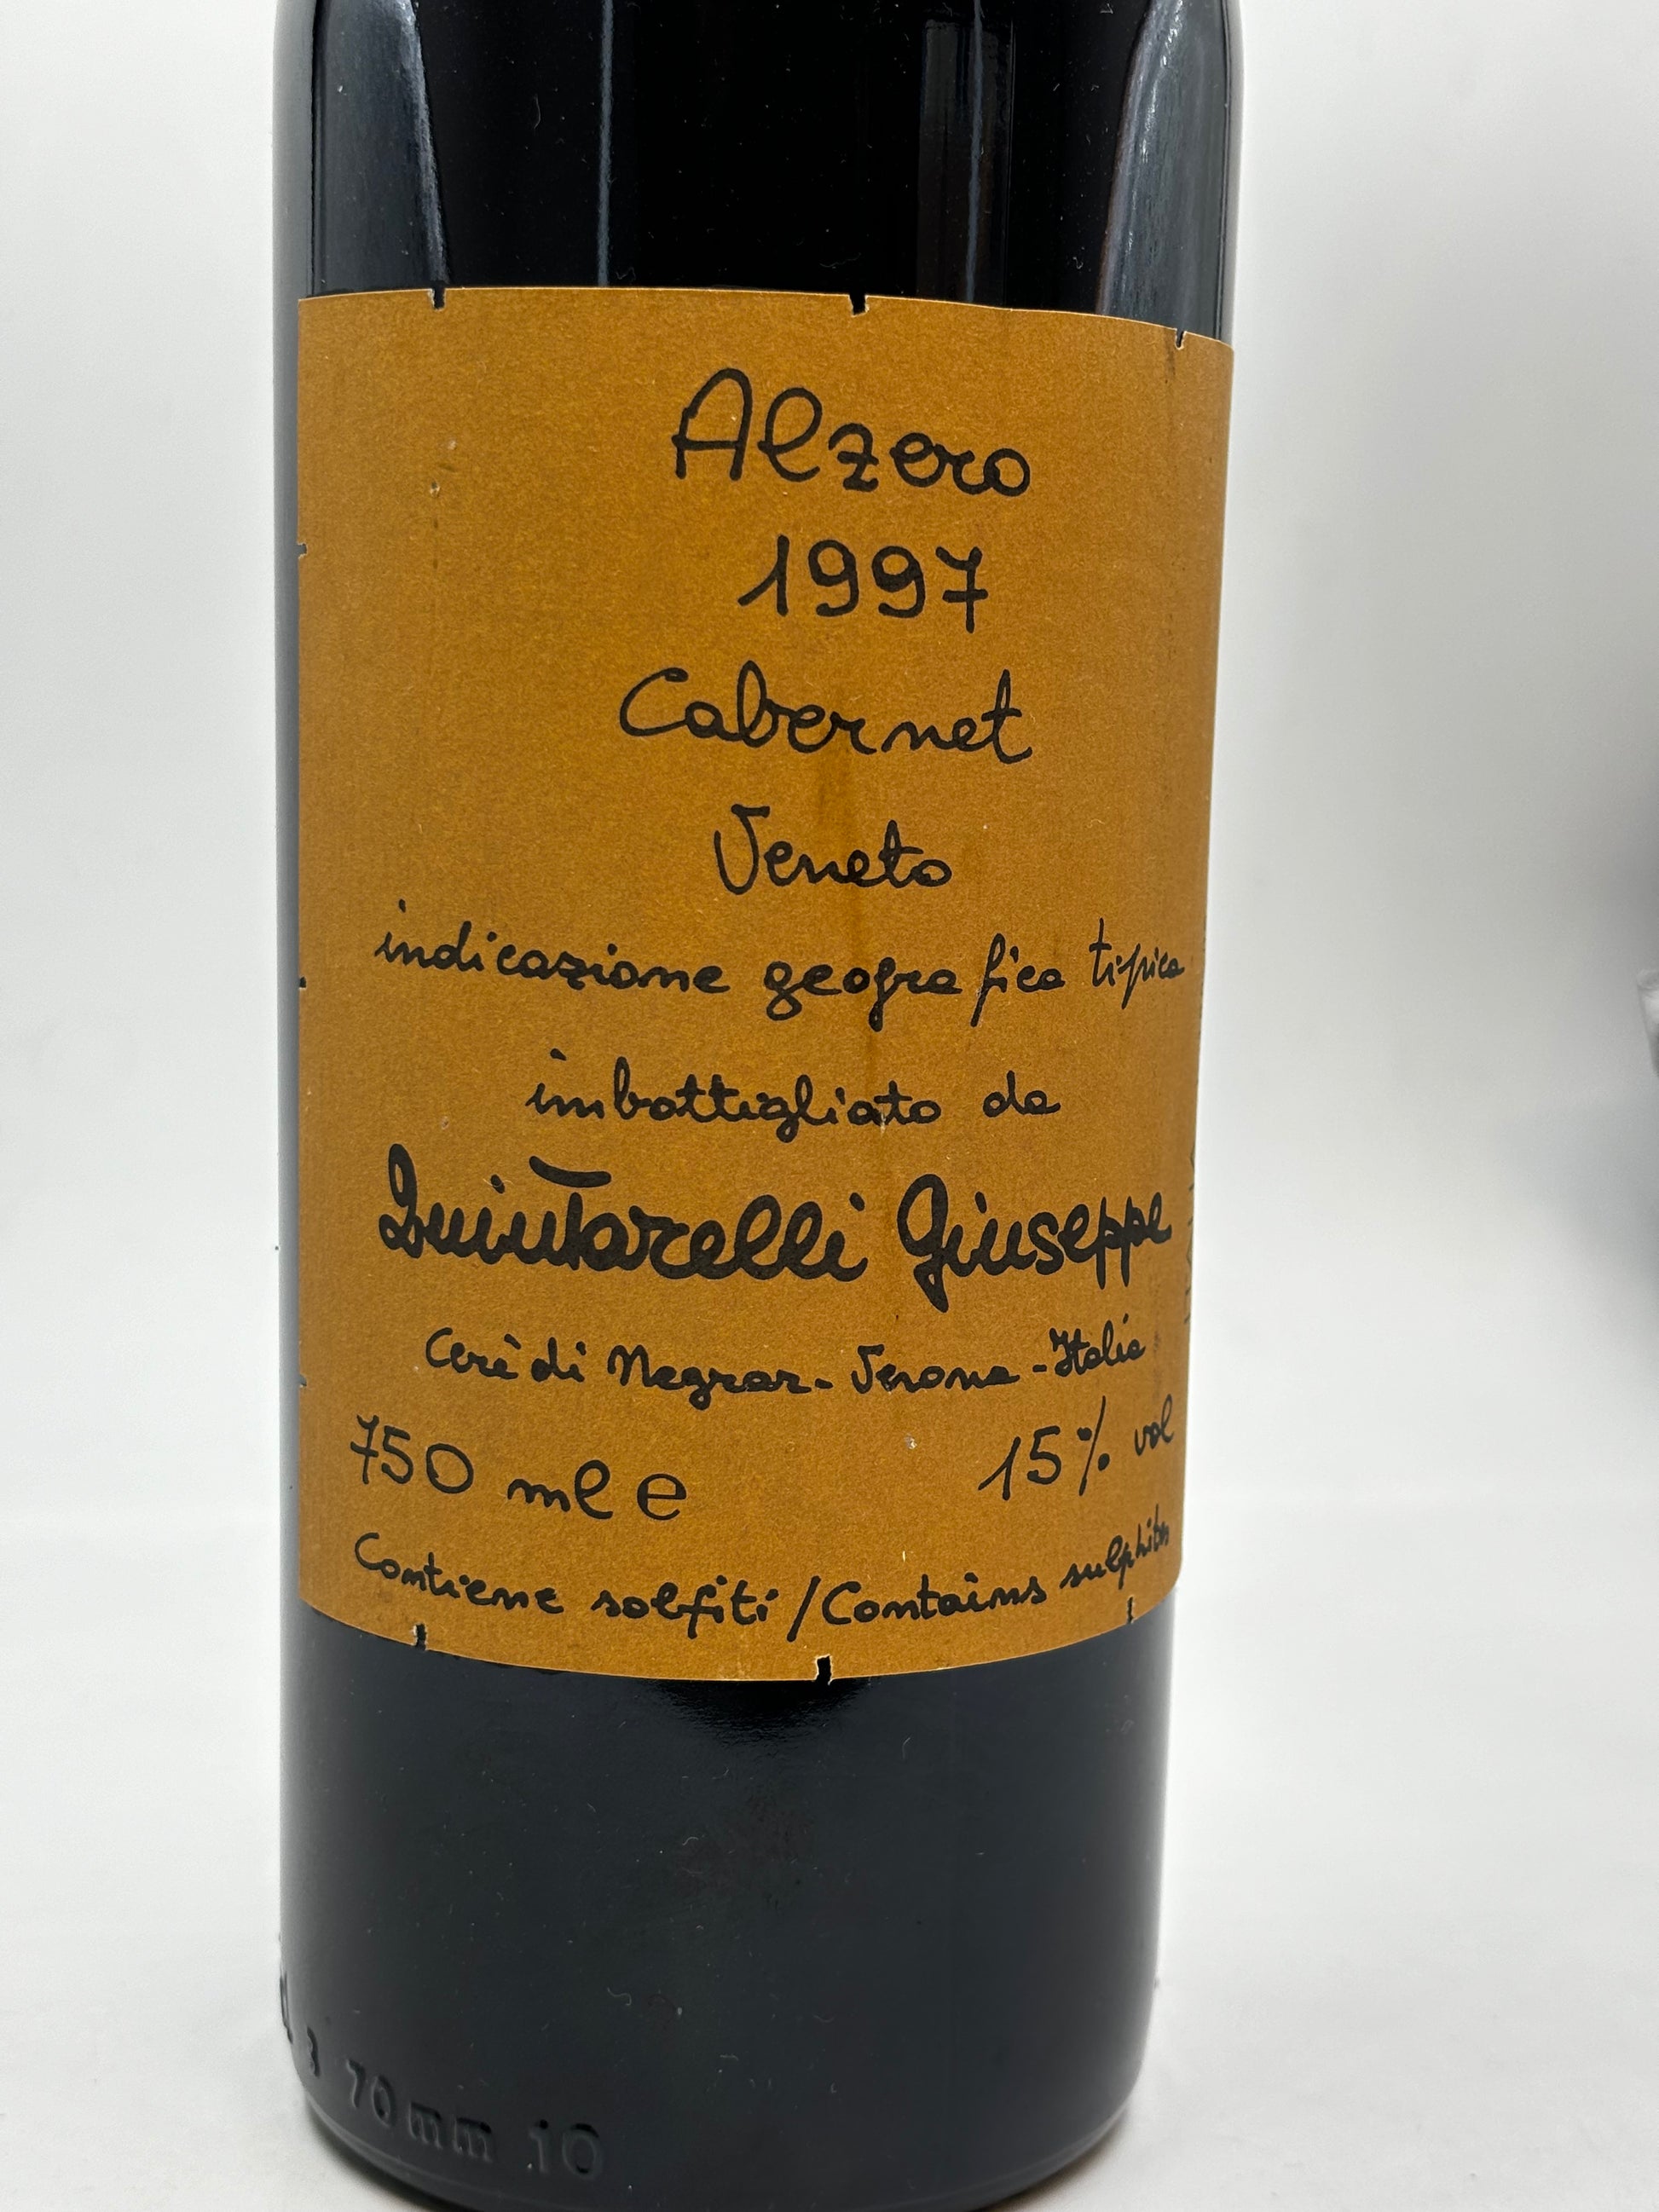 Alzero
1997
Cabernet
Veneto
indicazione geografica tipica
imbottigliato da
Quintarelli Giuseppe
Cerè di Negrar - Verona - Italia
750 ml e 15% vol
Contiene solfiti / Contains sulphites
3 70mm 10